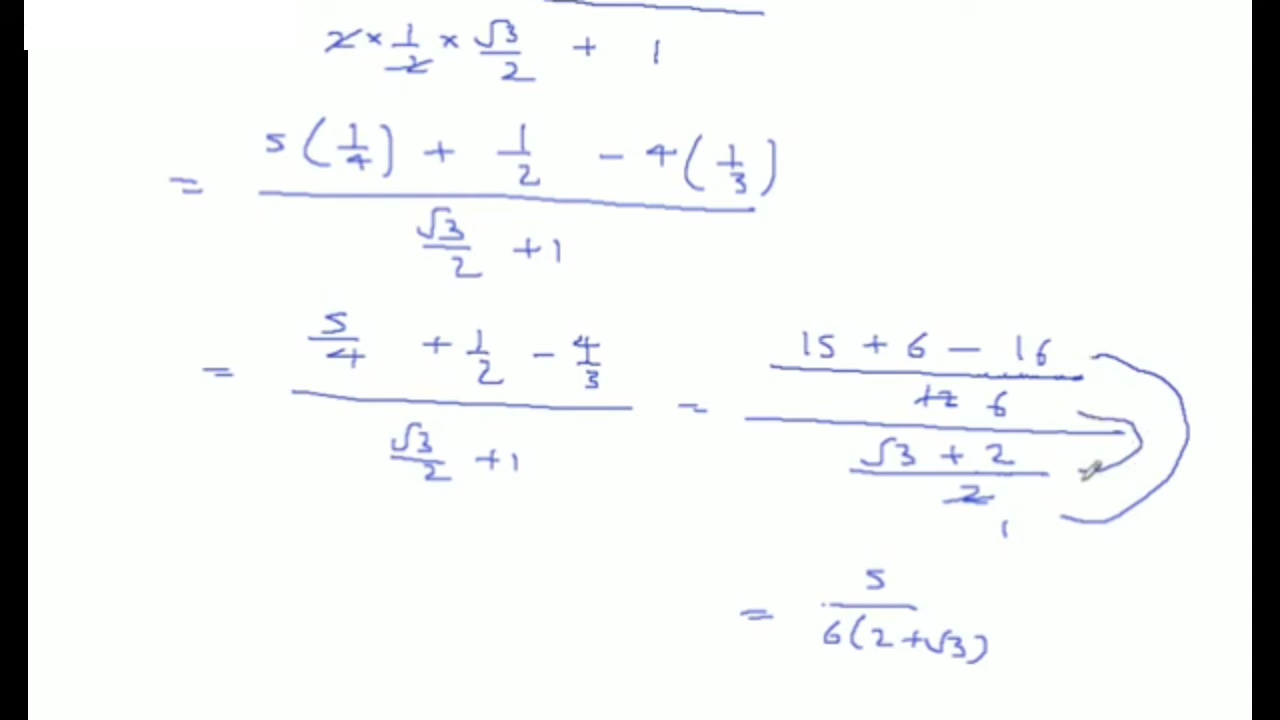 2 × 1/2 × √3/2 + 1
= (5(1/4) + 1/2 - 4(1/3)) / (√3/2 + 1)
= (5/4 + 1/2 - 4/3) / (√3/2 + 1) = ((15 + 6 - 16) / 12 6) / ((√3 + 2) / 2 1)
= 5 / 6(2+√3)